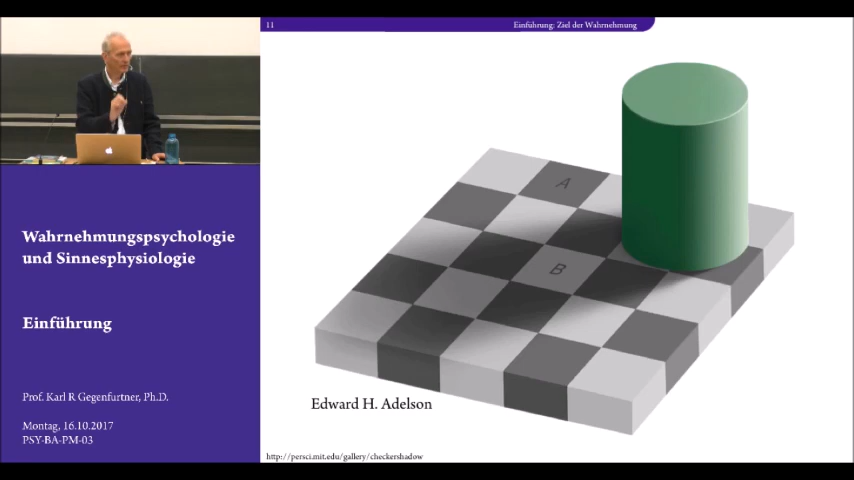 11
Einführung: Ziel der Wahrnehmung
Wahrnehmungspsychologie
und Sinnesphysiologie
Einführung
Prof. Karl R Gegenfurtner, Ph.D.
Montag, 16.10.2017
PSY-BA-PM-03
A
B
Edward H. Adelson
http://persci.mit.edu/gallery/checkershadow